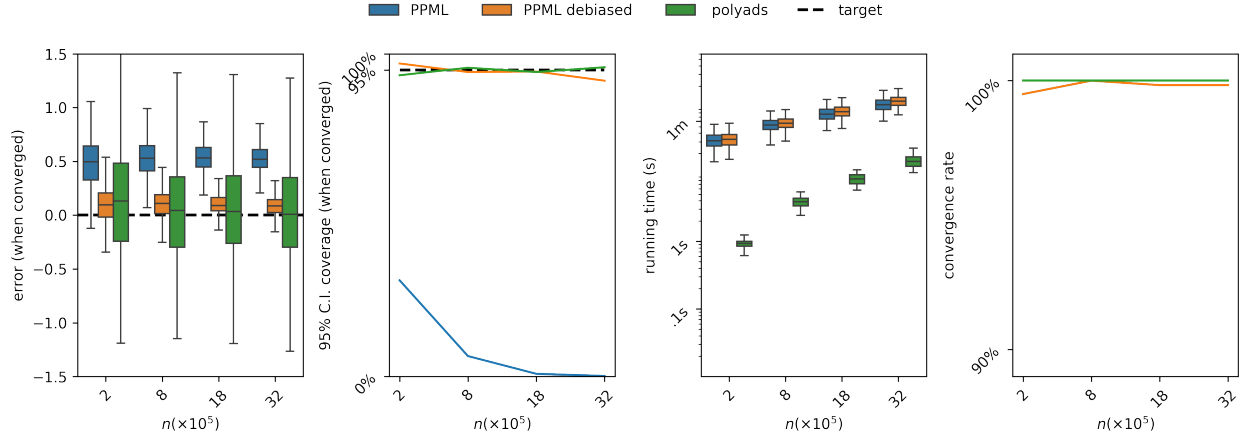 PPML PPML debiased polyads target
error (when converged)
1.5
1.0
0.5
0.0
−0.5
−1.0
−1.5
2 8 18 32
n(×10⁵)
95% C.I. coverage (when converged)
100%
95%
0%
2 8 18 32
n(×10⁵)
running time (s)
1m
1s
.1s
2 8 18 32
n(×10⁵)
convergence rate
100%
90%
2 8 18 32
n(×10⁵)